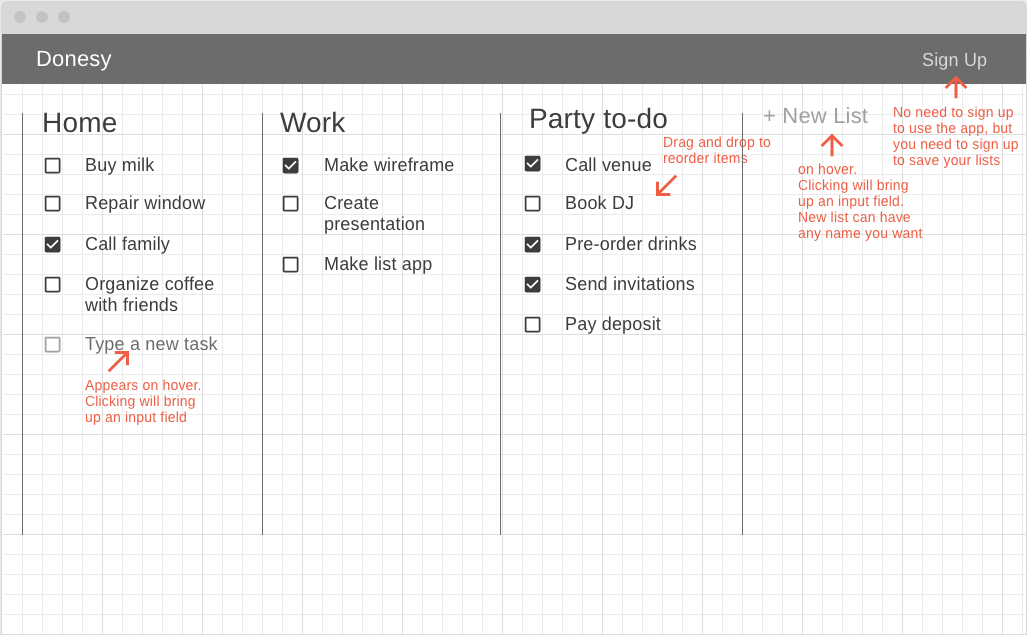 Donesy
Sign Up
Home
Buy milk
Repair window
Call family
Organize coffee
with friends
Type a new task
Appears on hover.
Clicking will bring
up an input field
Work
Make wireframe
Create
presentation
Make list app
Party to-do
Call venue
Book DJ
Pre-order drinks
Send invitations
Pay deposit
Drag and drop to
reorder items
+ New List
on hover.
Clicking will bring
up an input field.
New list can have
any name you want
No need to sign up
to use the app, but
you need to sign up
to save your lists